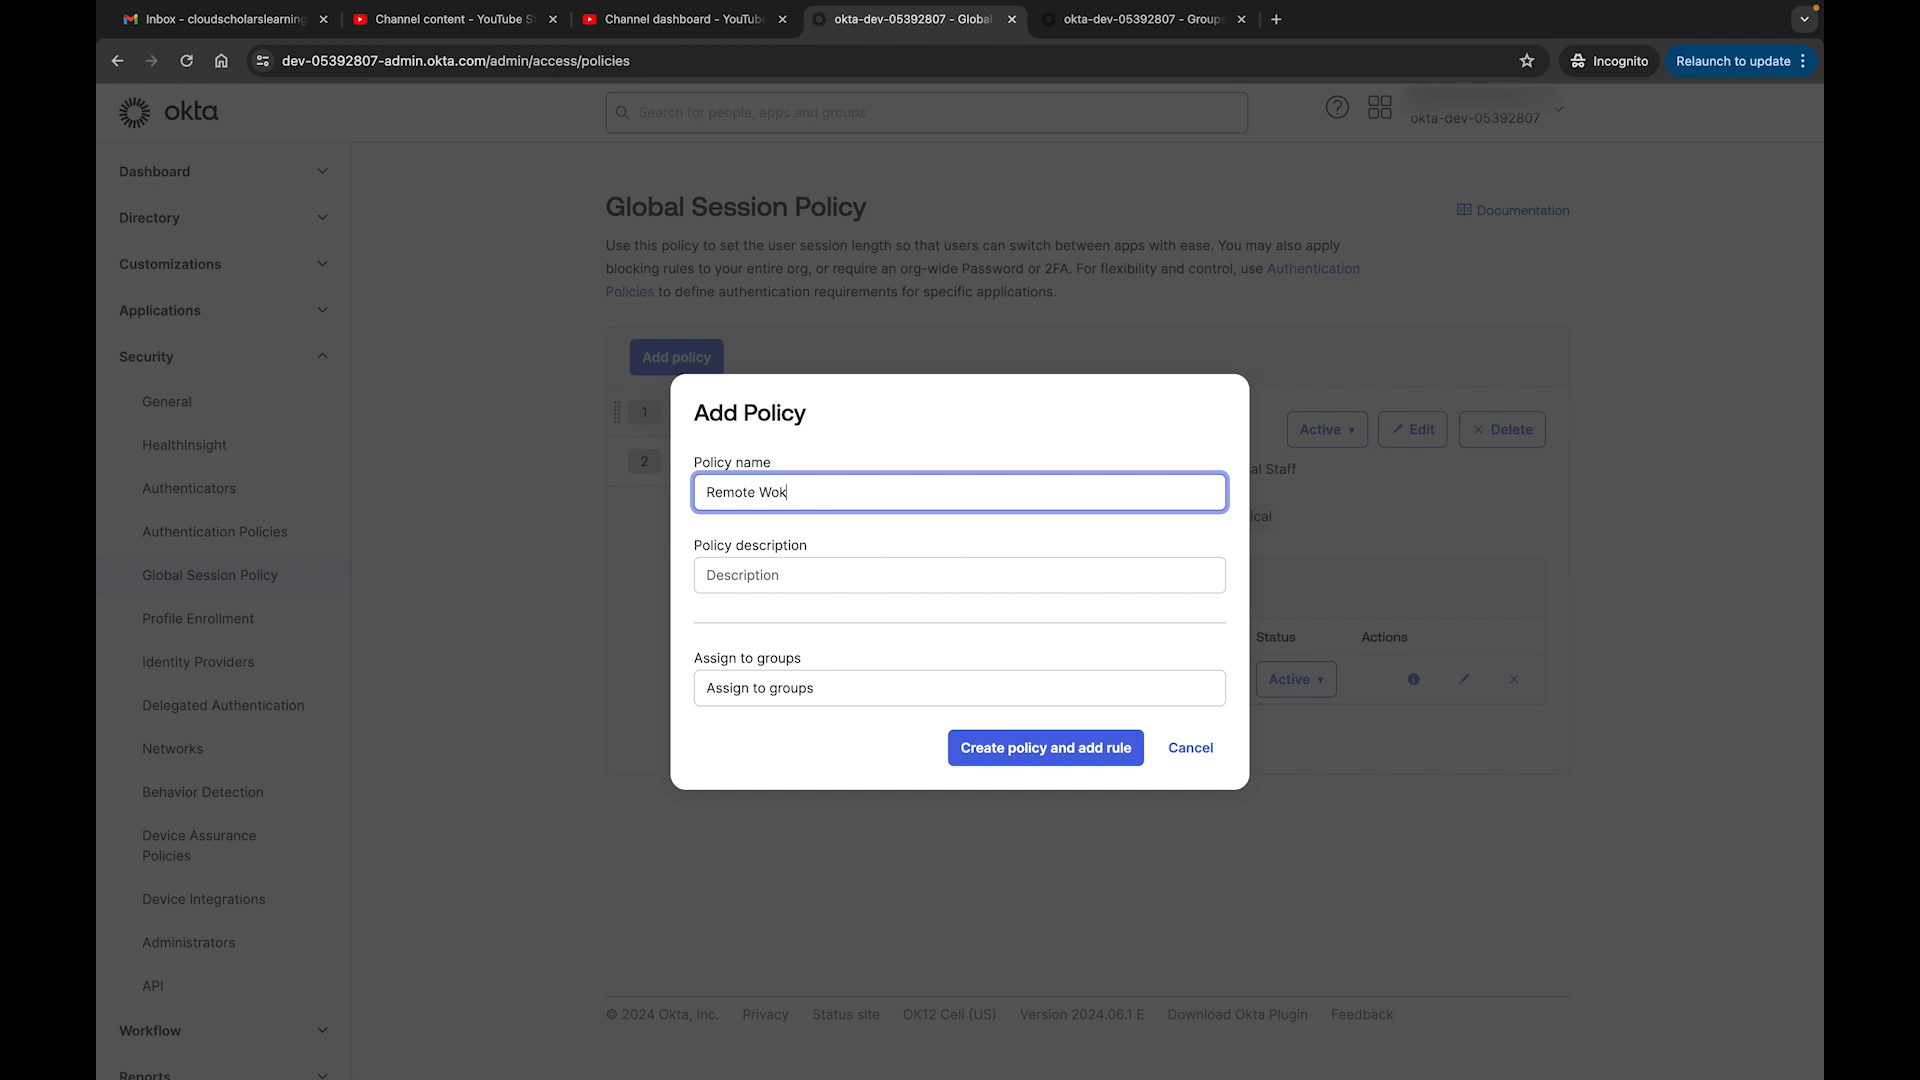 Inbox - cloudscholarslearning
Channel content - YouTube S
Channel dashboard - YouTube
okta-dev-05392807 - Global
okta-dev-05392807 - Groups
dev-05392807-admin.okta.com/admin/access/policies
Incognito
Relaunch to update
okta
Search for people, apps and groups
okta-dev-05392807
Dashboard
Directory
Customizations
Applications
Security
General
HealthInsight
Authenticators
Authentication Policies
Global Session Policy
Profile Enrollment
Identity Providers
Delegated Authentication
Networks
Behavior Detection
Device Assurance
Policies
Device Integrations
Administrators
API
Workflow
Reports
Global Session Policy
Documentation
Use this policy to set the user session length so that users can switch between apps with ease. You may also apply
blocking rules to your entire org, or require an org-wide Password or 2FA. For flexibility and control, use Authentication
Policies to define authentication requirements for specific applications.
Add policy
1
2
Active
Edit
Delete
al Staff
ical
Status
Actions
Active
Add Policy
Policy name
Remote Wok
Policy description
Description
Assign to groups
Assign to groups
Create policy and add rule
Cancel
© 2024 Okta, Inc.
Privacy
Status site
OK12 Cell (US)
Version 2024.06.1 E
Download Okta Plugin
Feedback